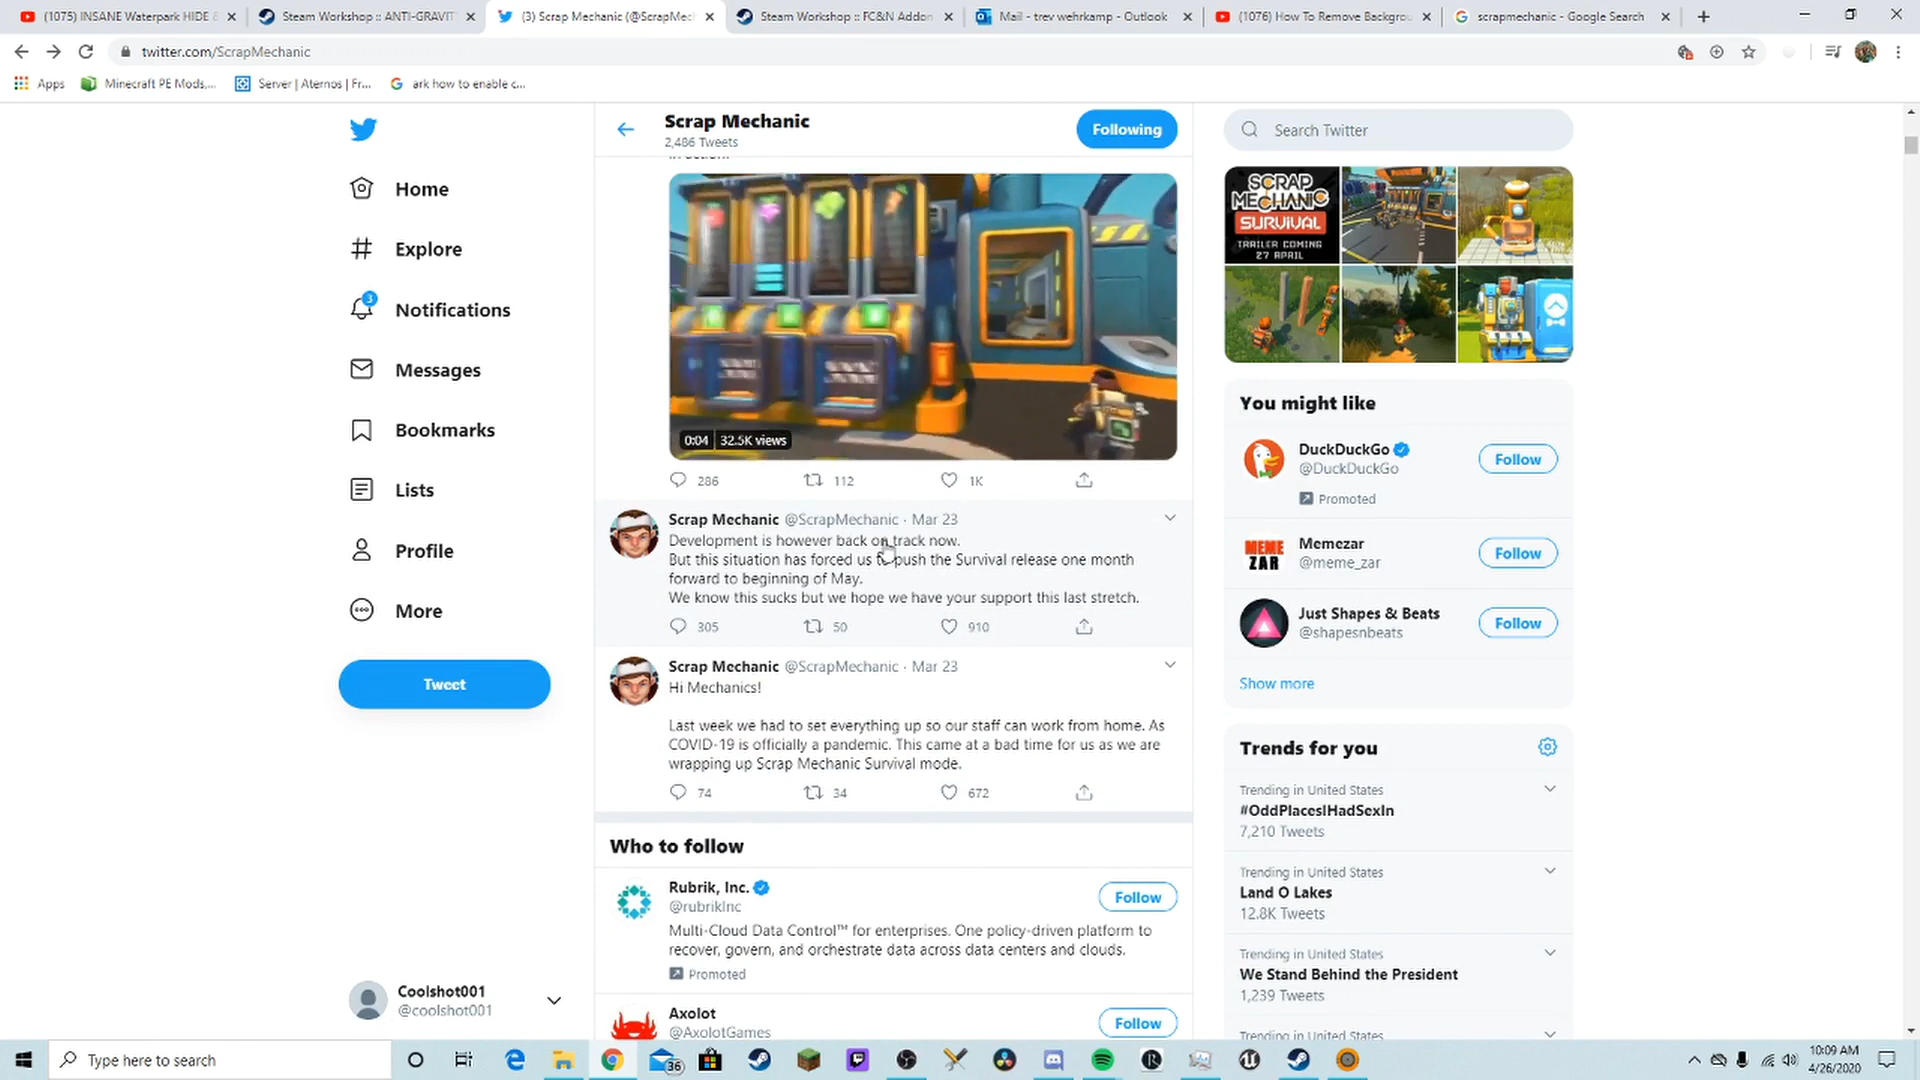 (1075) INSANE Waterpark HIDE &
Steam Workshop :: ANTI-GRAVIT
(3) Scrap Mechanic (@ScrapMec
Steam Workshop :: FC&N Addon
Mail - trev wehrkamp - Outlook
(1076) How To Remove Backgrou
scrapmechanic - Google Search
twitter.com/ScrapMechanic
Apps
Minecraft PE Mods,...
Server | Aternos | Fr...
ark how to enable c...
Home
Explore
3
Notifications
Messages
Bookmarks
Lists
Profile
More
Tweet
Coolshot001
@coolshot001
Scrap Mechanic
2,486 Tweets
Following
in action!
0:04 32.5K views
286 112 1K
Scrap Mechanic @ScrapMechanic · Mar 23
Development is however back on track now.
But this situation has forced us to push the Survival release one month
forward to beginning of May.
We know this sucks but we hope we have your support this last stretch.
305 50 910
Scrap Mechanic @ScrapMechanic · Mar 23
Hi Mechanics!
Last week we had to set everything up so our staff can work from home. As
COVID-19 is officially a pandemic. This came at a bad time for us as we are
wrapping up Scrap Mechanic Survival mode.
74 34 672
Who to follow
Rubrik, Inc.
@rubrikInc
Follow
Multi-Cloud Data Control™ for enterprises. One policy-driven platform to
recover, govern, and orchestrate data across data centers and clouds.
Promoted
Axolot
@AxolotGames
Follow
Search Twitter
SCRAP
MECHANIC
SURVIVAL
TRAILER COMING
27 APRIL
You might like
DuckDuckGo
@DuckDuckGo
Follow
Promoted
MEME
ZAR
Memezar
@meme_zar
Follow
Just Shapes & Beats
@shapesnbeats
Follow
Show more
Trends for you
Trending in United States
#OddPlacesIHadSexIn
7,210 Tweets
Trending in United States
Land O Lakes
12.8K Tweets
Trending in United States
We Stand Behind the President
1,239 Tweets
Trending in United States
Type here to search
36
10:09 AM
4/26/2020